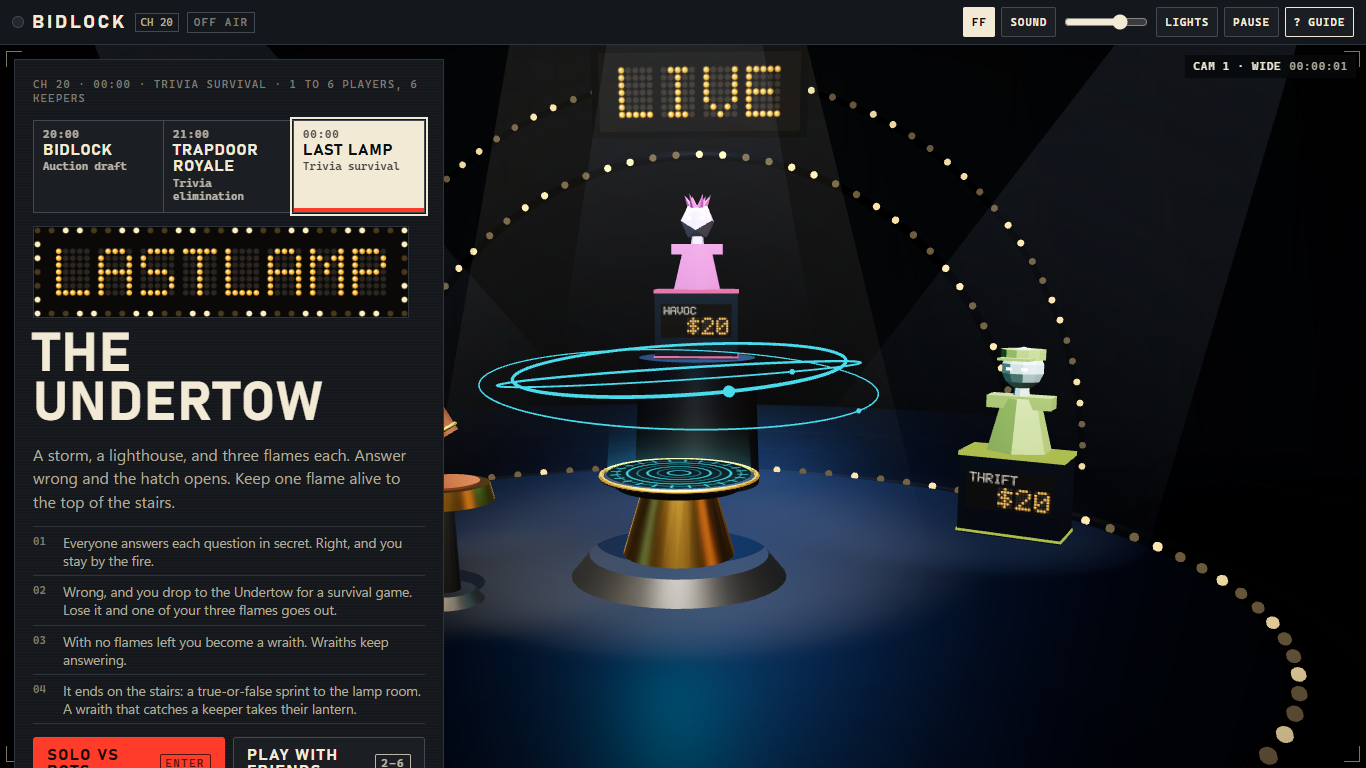 BIDLOCK CH 20 OFF AIR
FF SOUND LIGHTS PAUSE ? GUIDE
CAM 1 · WIDE 00:00:01
CH 20 · 00:00 · TRIVIA SURVIVAL · 1 TO 6 PLAYERS, 6
KEEPERS
20:00
BIDLOCK
Auction draft
21:00
TRAPDOOR
ROYALE
Trivia
elimination
00:00
LAST LAMP
Trivia survival
LASTLAMP
THE
UNDERTOW
A storm, a lighthouse, and three flames each. Answer
wrong and the hatch opens. Keep one flame alive to
the top of the stairs.
01 Everyone answers each question in secret. Right, and you
stay by the fire.
02 Wrong, and you drop to the Undertow for a survival game.
Lose it and one of your three flames goes out.
03 With no flames left you become a wraith. Wraiths keep
answering.
04 It ends on the stairs: a true-or-false sprint to the lamp room.
A wraith that catches a keeper takes their lantern.
SOLO VS
BOTS ENTER
PLAY WITH
FRIENDS 2–6
LIVE
HAVOC
$20
THRIFT
$20